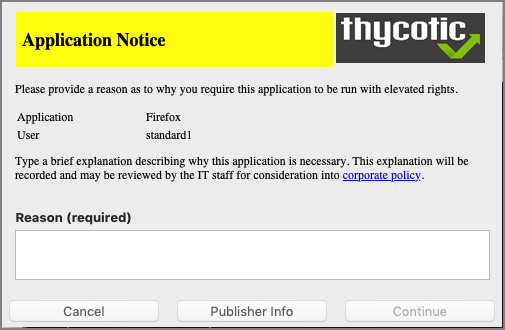 Application Notice
thycotic
Please provide a reason as to why you require this application to be run with elevated rights.
Application Firefox
User standard1
Type a brief explanation describing why this application is necessary. This explanation will be
recorded and may be reviewed by the IT staff for consideration into corporate policy.
Reason (required)
Cancel Publisher Info Continue